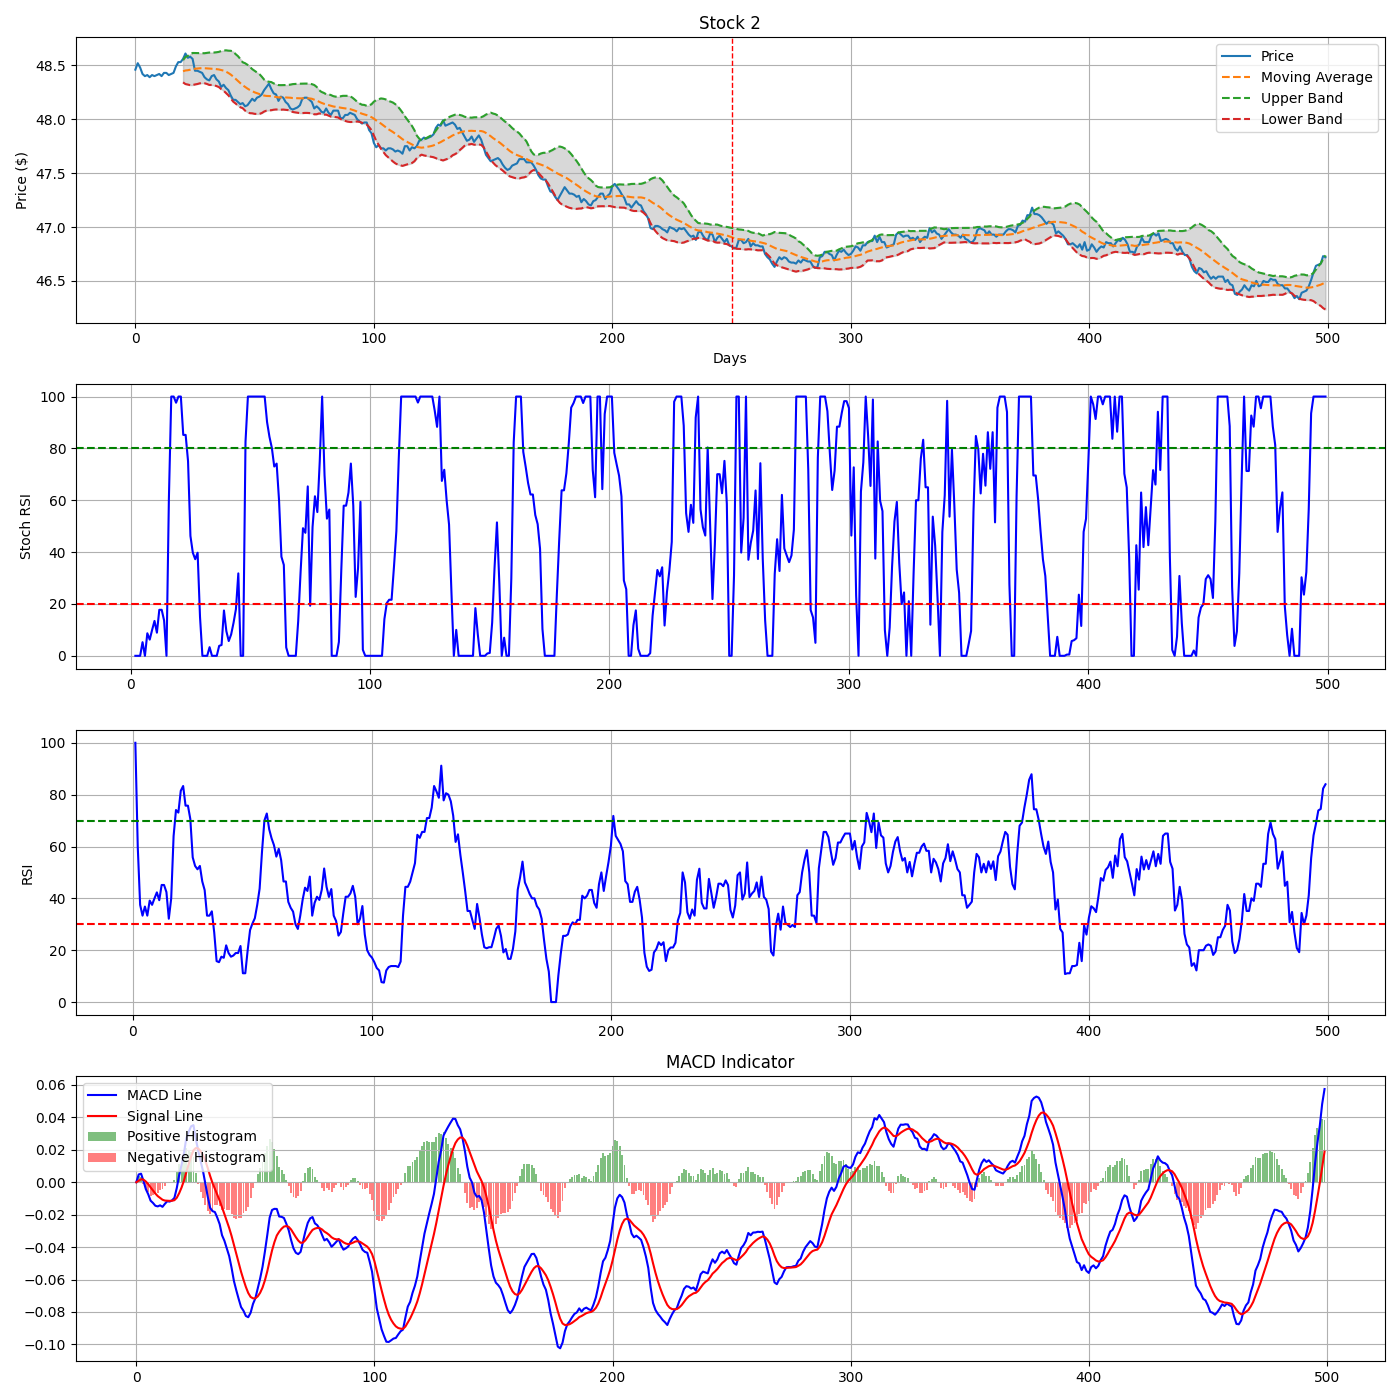 Stock 2
Price ($)
48.5
48.0
47.5
47.0
46.5
Price
Moving Average
Upper Band
Lower Band
0 100 200 300 400 500
Days
Stoch RSI
100
80
60
40
20
0
0 100 200 300 400 500
RSI
100
80
60
40
20
0
0 100 200 300 400 500
MACD Indicator
0.06
0.04
0.02
0.00
−0.02
−0.04
−0.06
−0.08
−0.10
MACD Line
Signal Line
Positive Histogram
Negative Histogram
0 100 200 300 400 500